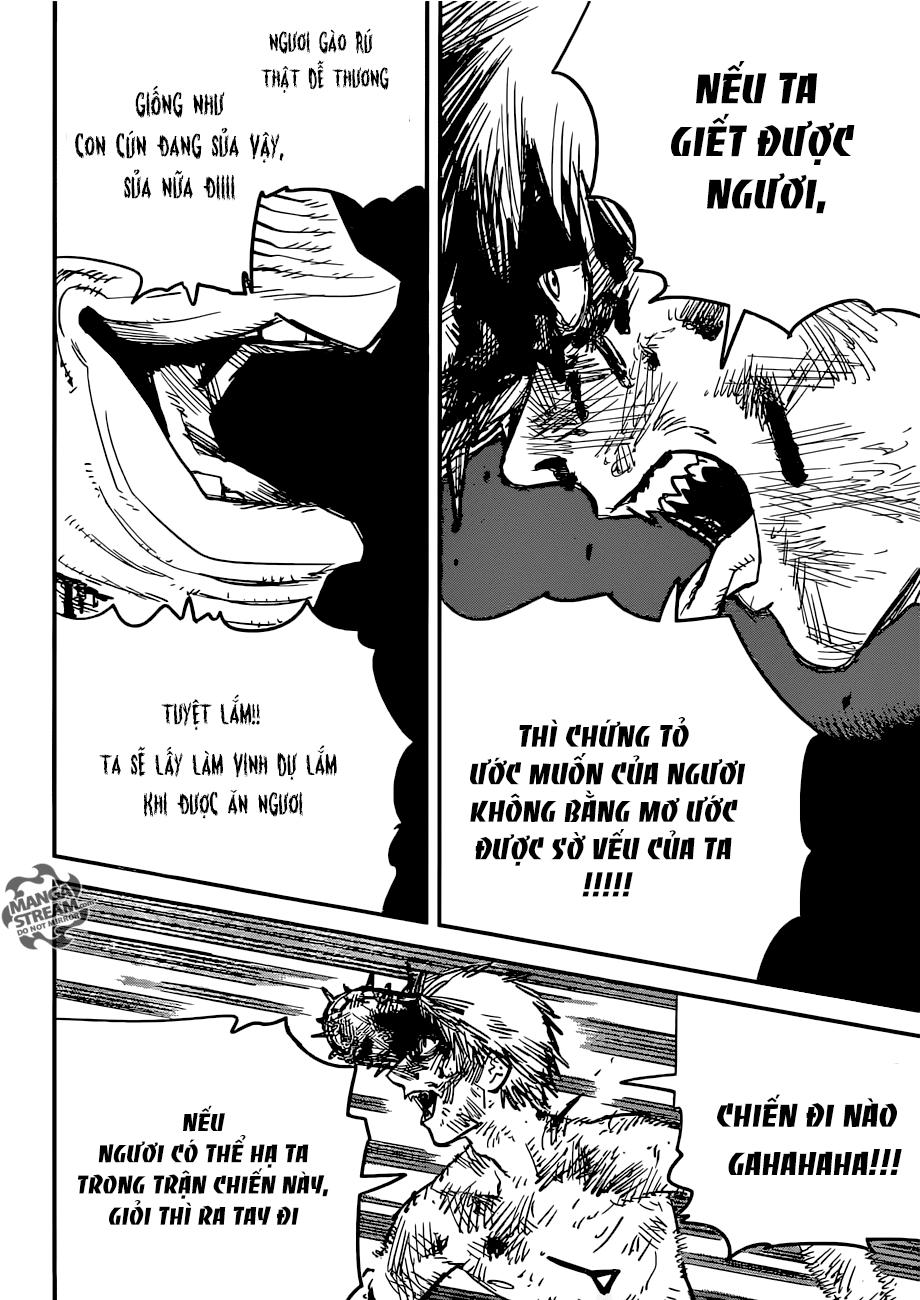 NẾU TA
GIẾT ĐƯỢC
NGƯƠI,
THÌ CHỨNG TỎ
ƯỚC MUỐN CỦA NGƯƠI
KHÔNG BẰNG MƠ ƯỚC
ĐƯỢC SỜ VẾU CỦA TA
!!!!!
NGƯƠI GÀO RÚ
THẬT DỄ THƯƠNG
GIỐNG NHƯ
CON CÚN ĐANG SỦA VẬY,
SỦA NỮA ĐIIII
TUYỆT LẮM!!
TA SẼ LẤY LÀM VINH DỰ LẮM
KHI ĐƯỢC ĂN NGƯƠI
CHIẾN ĐI NÀO
GAHAHAHA!!!
NẾU
NGƯƠI CÓ THỂ HẠ TA
TRONG TRẬN CHIẾN NÀY,
GIỎI THÌ RA TAY ĐI
MANGA
STREAM.com
DO NOT MIRROR